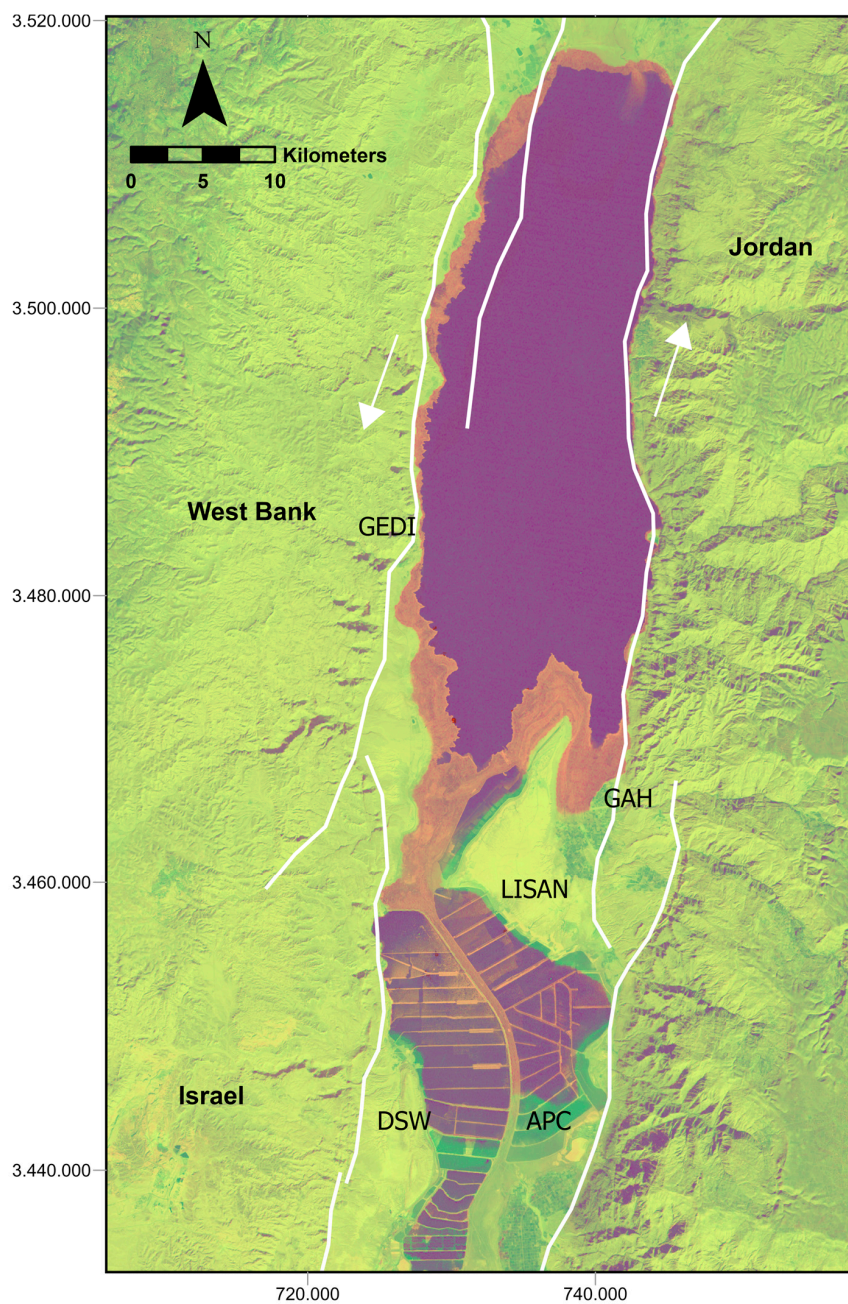 3.520.000
N
Kilometers
0 5 10
Jordan
3.500.000
West Bank
GEDI
3.480.000
GAH
3.460.000
LISAN
Israel
DSW
APC
3.440.000
720.000 740.000